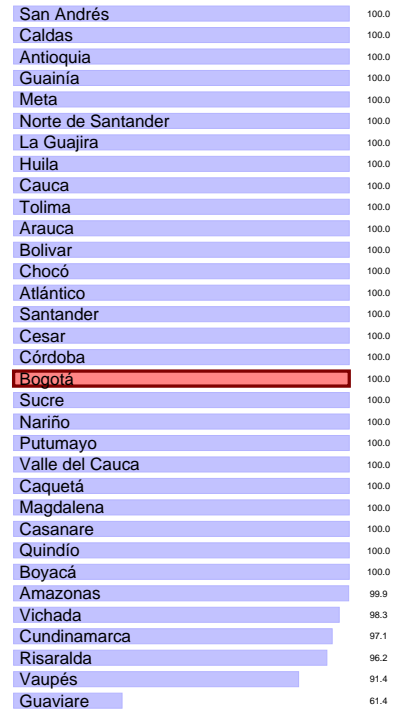 San Andrés 100.0
Caldas 100.0
Antioquia 100.0
Guainía 100.0
Meta 100.0
Norte de Santander 100.0
La Guajira 100.0
Huila 100.0
Cauca 100.0
Tolima 100.0
Arauca 100.0
Bolivar 100.0
Chocó 100.0
Atlántico 100.0
Santander 100.0
Cesar 100.0
Córdoba 100.0
Bogotá 100.0
Sucre 100.0
Nariño 100.0
Putumayo 100.0
Valle del Cauca 100.0
Caquetá 100.0
Magdalena 100.0
Casanare 100.0
Quindío 100.0
Boyacá 100.0
Amazonas 99.9
Vichada 98.3
Cundinamarca 97.1
Risaralda 96.2
Vaupés 91.4
Guaviare 61.4